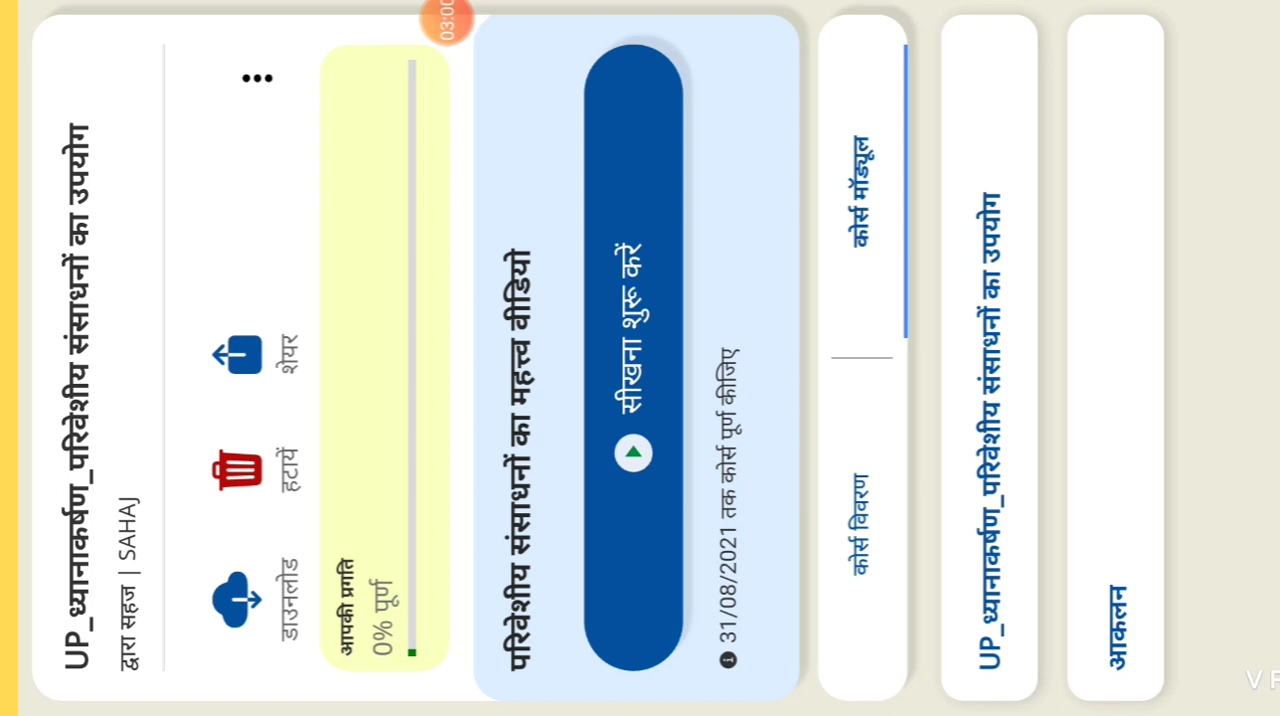 UP_ध्यानाकर्षण_परिवेशीय संसाधनों का उपयोग
द्वारा सहज | SAHAJ
डाउनलोड
हटायें
शेयर
आपकी प्रगति
0% पूर्ण
03:00
परिवेशीय संसाधनों का महत्त्व वीडियो
सीखना शुरू करें
31/08/2021 तक कोर्स पूर्ण कीजिए
कोर्स विवरण
कोर्स मॉड्यूल
UP_ध्यानाकर्षण_परिवेशीय संसाधनों का उपयोग
आकलन